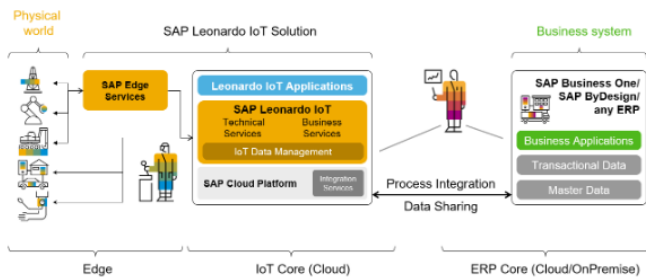 Physical
world
SAP Leonardo IoT Solution
Business system
SAP Edge
Services
Leonardo IoT Applications
SAP Leonardo IoT
Technical
Services
Business
Services
IoT Data Management
SAP Cloud Platform
Integration
Services
SAP Business One/
SAP ByDesign/
any ERP
Business Applications
Transactional Data
Master Data
Process Integration
Data Sharing
Edge
IoT Core (Cloud)
ERP Core (Cloud/OnPremise)